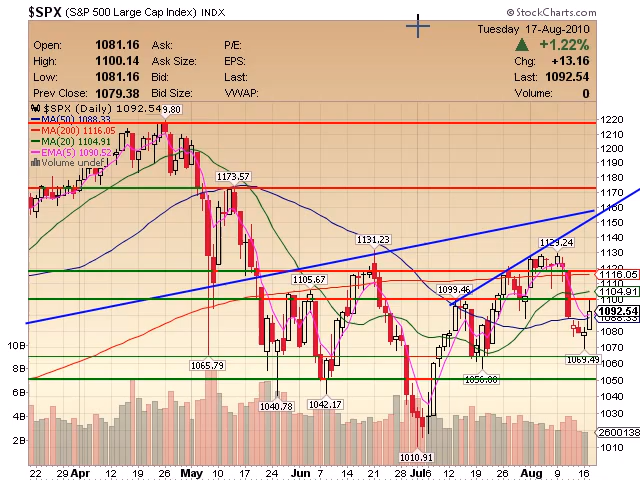 $SPX (S&P 500 Large Cap Index) INDX
© StockCharts.com
Tuesday 17-Aug-2010
Open: 1081.16 Ask: P/E: ▲ +1.22%
High: 1100.14 Ask Size: EPS: Chg: +13.16
Low: 1081.16 Bid: Last: Last: 1092.54
Prev Close: 1079.38 Bid Size: VWAP: Volume: 0
$SPX (Daily) 1092.54
9.80
MA(50) 1088.33
MA(200) 1116.05
MA(20) 1104.91
EMA(5) 1090.52
Volume undef
1173.57
1131.23
1129.24
1105.67
1099.46
1065.79
1056.88
1069.49
1040.78
1042.17
1010.91
1220
1210
1200
1190
1180
1170
1160
1150
1140
1130
1120
1116.05
1110
1104.91
1100
1092.54
1088.33
1080
1070
1060
1050
1040
1030
2600138
1010
10B
8B
6B
4B
2B
22 29 Apr 12 19 26 May 10 17 24 Jun 7 14 21 28 Jul 6 12 19 26 Aug 9 16